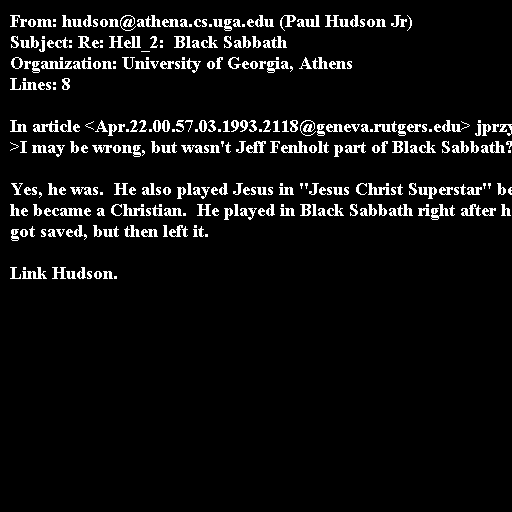 From: hudson@athena.cs.uga.edu (Paul Hudson Jr)
Subject: Re: Hell_2:  Black Sabbath
Organization: University of Georgia, Athens
Lines: 8

In article <Apr.22.00.57.03.1993.2118@geneva.rutgers.edu>
>I may be wrong, but wasn't Jeff Fenholt part of Black Sabbath?

Yes, he was.  He also played Jesus in "Jesus Christ Superstar"
he became a Christian.  He played in Black Sabbath right after
got saved, but then left it.

Link Hudson.